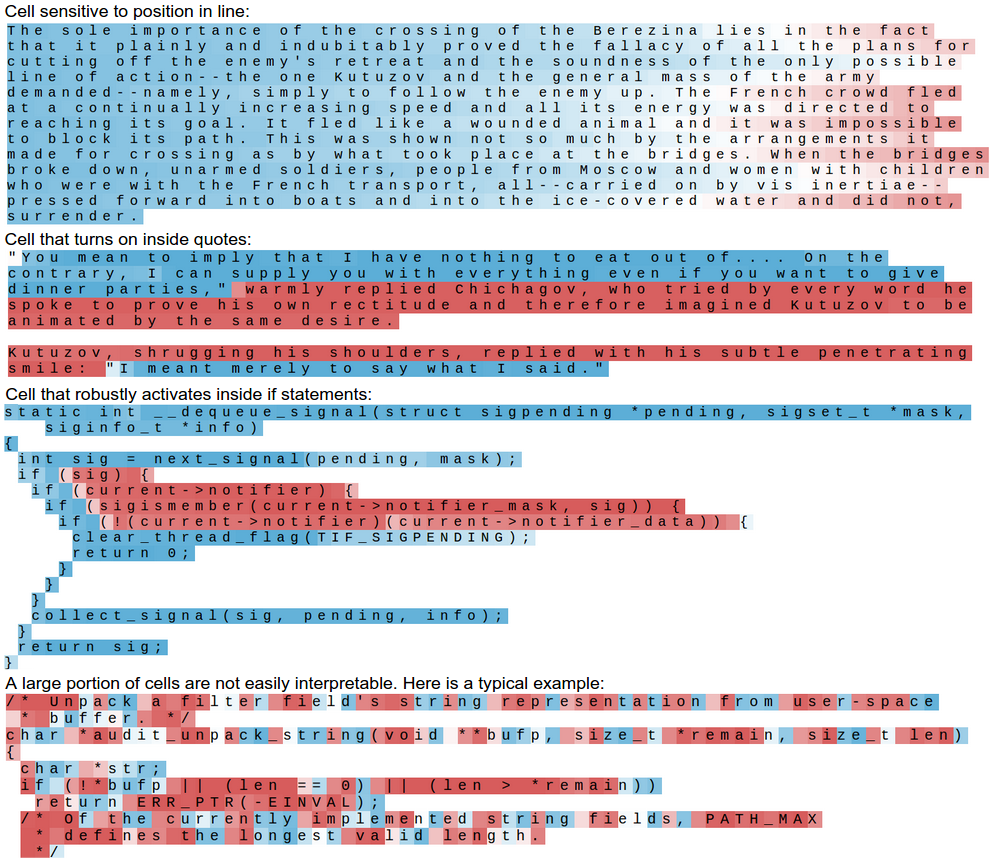 Cell sensitive to position in line:
The sole importance of the crossing of the Berezina lies in the fact
that it plainly and indubitably proved the fallacy of all the plans for
cutting off the enemy's retreat and the soundness of the only possible
line of action--the one Kutuzov and the general mass of the army
demanded--namely, simply to follow the enemy up. The French crowd fled
at a continually increasing speed and all its energy was directed to
reaching its goal. It fled like a wounded animal and it was impossible
to block its path. This was shown not so much by the arrangements it
made for crossing as by what took place at the bridges. When the bridges
broke down, unarmed soldiers, people from Moscow and women with children
who were with the French transport, all--carried on by vis inertiae--
pressed forward into boats and into the ice-covered water and did not,
surrender.
Cell that turns on inside quotes:
"You mean to imply that I have nothing to eat out of.... On the
contrary, I can supply you with everything even if you want to give
dinner parties," warmly replied Chichagov, who tried by every word he
spoke to prove his own rectitude and therefore imagined Kutuzov to be
animated by the same desire.
Kutuzov, shrugging his shoulders, replied with his subtle penetrating
smile: "I meant merely to say what I said."
Cell that robustly activates inside if statements:
static int __dequeue_signal(struct sigpending *pending, sigset_t *mask,
siginfo_t *info)
{
int sig = next_signal(pending, mask);
if (sig) {
if (current->notifier) {
if (sigismember(current->notifier_mask, sig)) {
if (!(current->notifier)(current->notifier_data)) {
clear_thread_flag(TIF_SIGPENDING);
return 0;
}
}
}
collect_signal(sig, pending, info);
}
return sig;
}
A large portion of cells are not easily interpretable. Here is a typical example:
/* Unpack a filter field's string representation from user-space
* buffer. */
char *audit_unpack_string(void **bufp, size_t *remain, size_t len)
{
char *str;
if (!*bufp || (len == 0) || (len > *remain))
return ERR_PTR(-EINVAL);
/* Of the currently implemented string fields, PATH_MAX
* defines the longest valid length.
*/